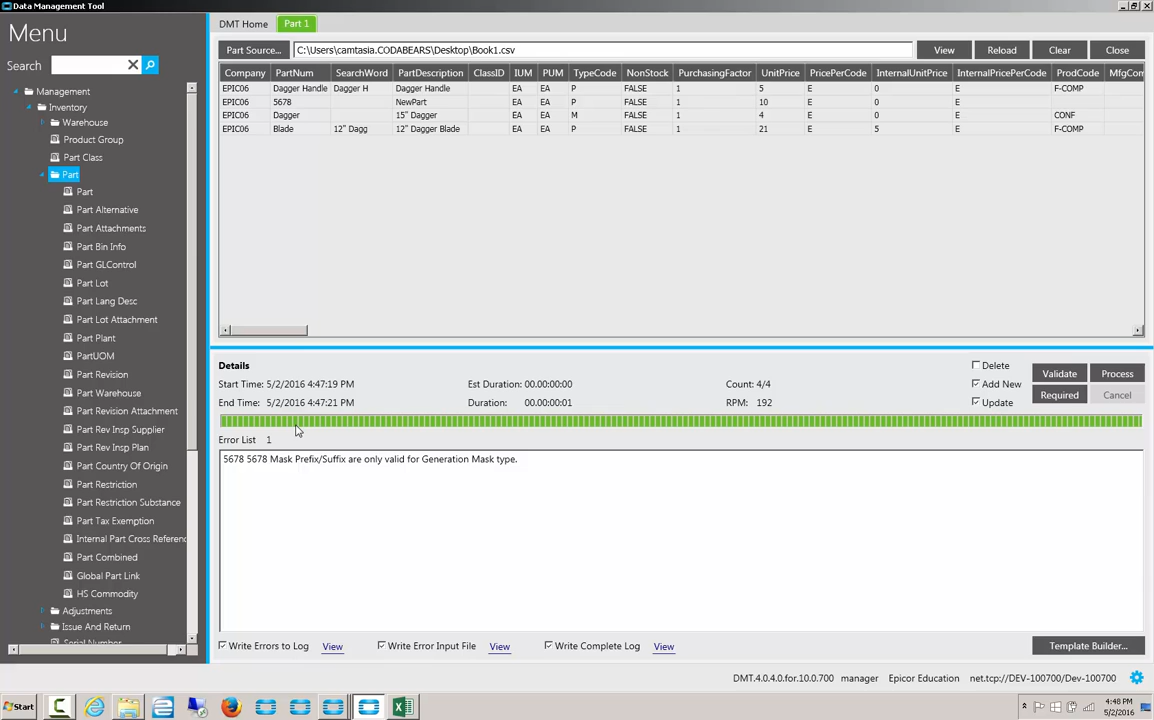 Data Management Tool
Menu
Search
Management
Inventory
Warehouse
Product Group
Part Class
Part
Part
Part Alternative
Part Attachments
Part Bin Info
Part GLControl
Part Lot
Part Lang Desc
Part Lot Attachment
Part Plant
PartUOM
Part Revision
Part Warehouse
Part Revision Attachment
Part Rev Insp Supplier
Part Rev Insp Plan
Part Country Of Origin
Part Restriction
Part Restriction Substance
Part Tax Exemption
Internal Part Cross Referenc
Part Combined
Global Part Link
HS Commodity
Adjustments
Issue And Return
Serial Number
DMT Home Part 1
Part Source... C:\Users\camtasia.CODABEARS\Desktop\Book1.csv View Reload Clear Close
Company PartNum SearchWord PartDescription ClassID IUM PUM TypeCode NonStock PurchasingFactor UnitPrice PricePerCode InternalUnitPrice InternalPricePerCode ProdCode MfgCom
EPIC06 Dagger Handle Dagger H Dagger Handle EA EA P FALSE 1 5 E 0 E F-COMP
EPIC06 5678 NewPart EA EA P FALSE 1 10 E 0 E
EPIC06 Dagger 15" Dagger EA EA M FALSE 1 4 E 0 E CONF
EPIC06 Blade 12" Dagg 12" Dagger Blade EA EA P FALSE 1 21 E 5 E F-COMP
Details Delete
Start Time: 5/2/2016 4:47:19 PM Est Duration: 00.00:00:00 Count: 4/4 Add New Validate Process
End Time: 5/2/2016 4:47:21 PM Duration: 00.00:00:01 RPM: 192 Update Required Cancel
Error List 1
5678 5678 Mask Prefix/Suffix are only valid for Generation Mask type.
Write Errors to Log View Write Error Input File View Write Complete Log View Template Builder...
DMT.4.0.4.0.for.10.0.700 manager Epicor Education net.tcp://DEV-100700/Dev-100700
Start 4:48 PM
5/2/2016